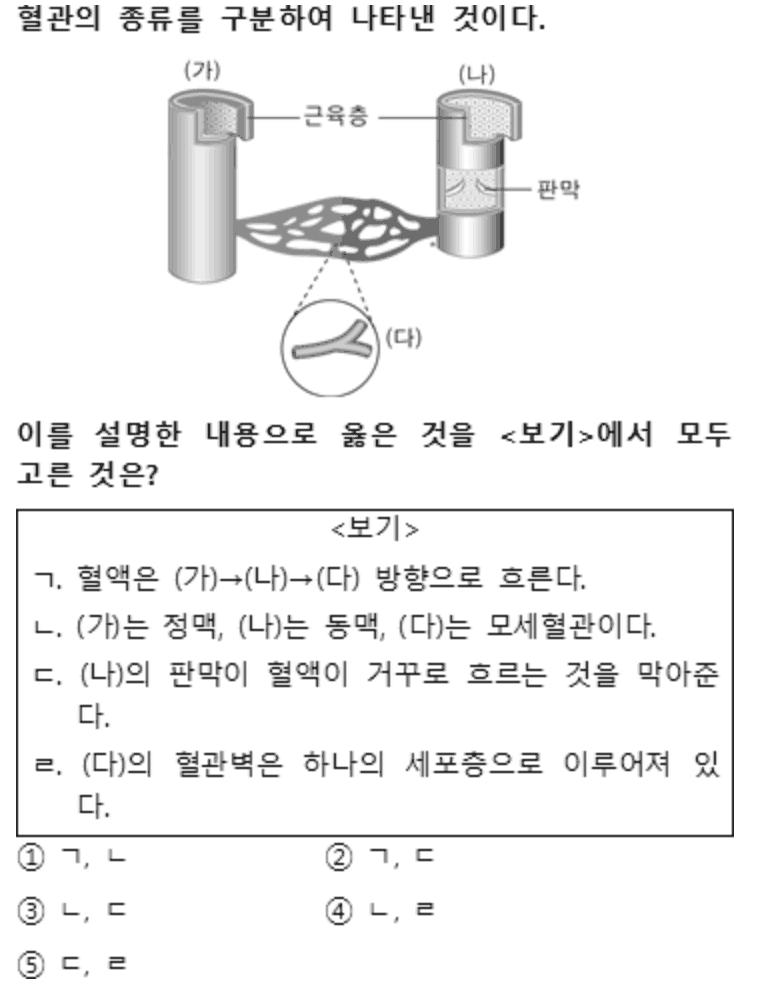 혈관의 종류를 구분하여 나타낸 것이다.
(가)
(나)
근육층
판막
(다)
이를 설명한 내용으로 옳은 것을 <보기>에서 모두
고른 것은?
<보기>
ㄱ. 혈액은 (가)→(나)→(다) 방향으로 흐른다.
ㄴ. (가)는 정맥, (나)는 동맥, (다)는 모세혈관이다.
ㄷ. (나)의 판막이 혈액이 거꾸로 흐르는 것을 막아준
다.
ㄹ. (다)의 혈관벽은 하나의 세포층으로 이루어져 있
다.
① ㄱ, ㄴ ② ㄱ, ㄷ
③ ㄴ, ㄷ ④ ㄴ, ㄹ
⑤ ㄷ, ㄹ